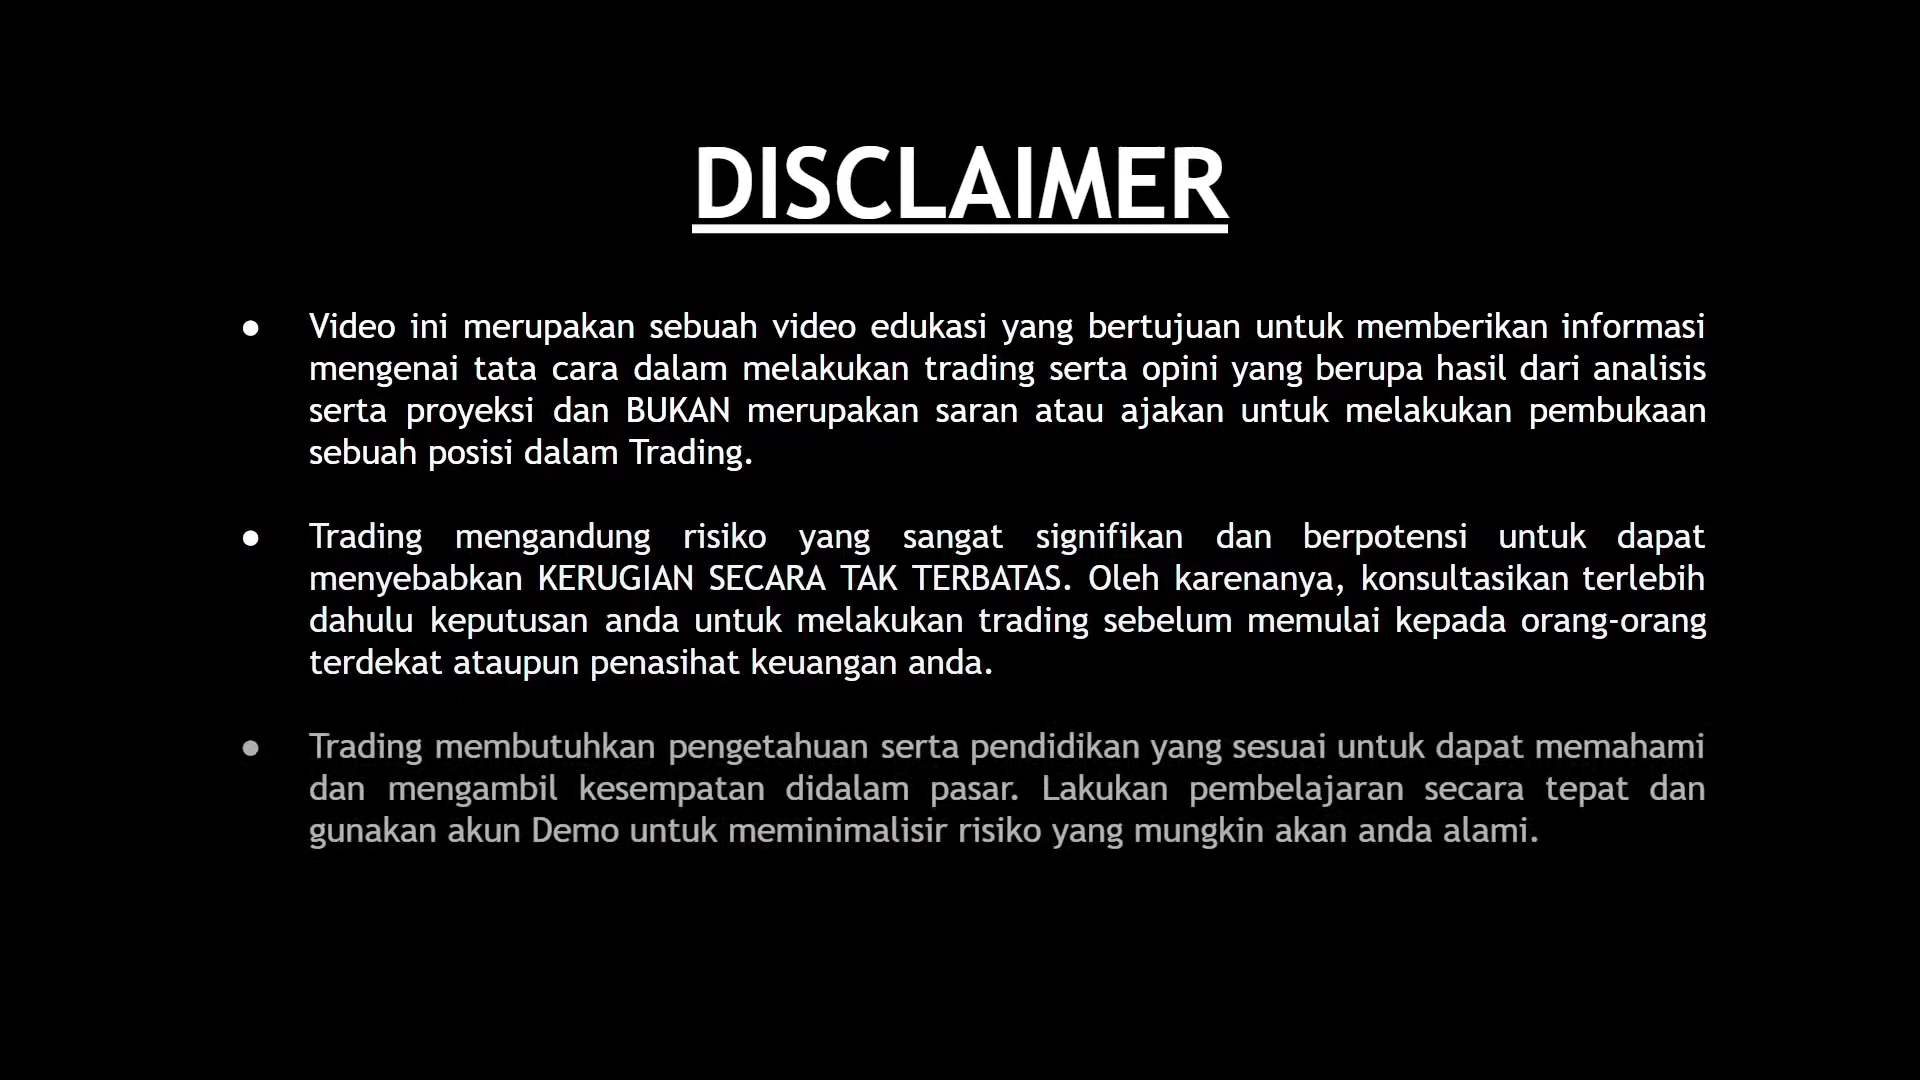 DISCLAIMER
● Video ini merupakan sebuah video edukasi yang bertujuan untuk memberikan informasi
mengenai tata cara dalam melakukan trading serta opini yang berupa hasil dari analisis
serta proyeksi dan BUKAN merupakan saran atau ajakan untuk melakukan pembukaan
sebuah posisi dalam Trading.
● Trading mengandung risiko yang sangat signifikan dan berpotensi untuk dapat
menyebabkan KERUGIAN SECARA TAK TERBATAS. Oleh karenanya, konsultasikan terlebih
dahulu keputusan anda untuk melakukan trading sebelum memulai kepada orang-orang
terdekat ataupun penasihat keuangan anda.
● Trading membutuhkan pengetahuan serta pendidikan yang sesuai untuk dapat memahami
dan mengambil kesempatan didalam pasar. Lakukan pembelajaran secara tepat dan
gunakan akun Demo untuk meminimalisir risiko yang mungkin akan anda alami.